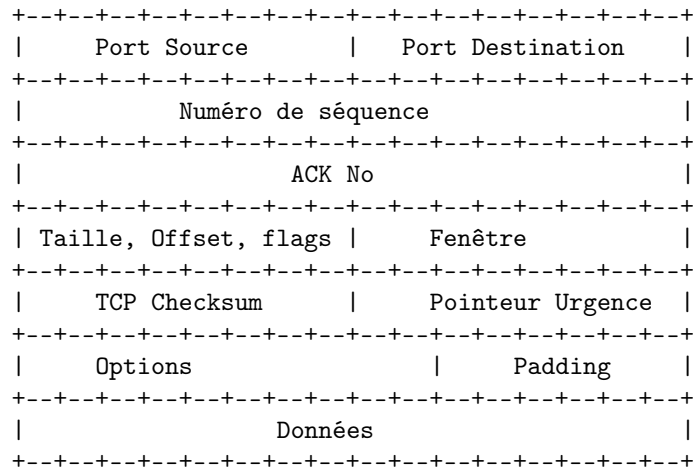 +--+--+--+--+--+--+--+--+--+--+--+--+--+--+--+--+
| Port Source | Port Destination |
+--+--+--+--+--+--+--+--+--+--+--+--+--+--+--+--+
| Numéro de séquence |
+--+--+--+--+--+--+--+--+--+--+--+--+--+--+--+--+
| ACK No |
+--+--+--+--+--+--+--+--+--+--+--+--+--+--+--+--+
| Taille, Offset, flags | Fenêtre |
+--+--+--+--+--+--+--+--+--+--+--+--+--+--+--+--+
| TCP Checksum | Pointeur Urgence |
+--+--+--+--+--+--+--+--+--+--+--+--+--+--+--+--+
| Options | Padding |
+--+--+--+--+--+--+--+--+--+--+--+--+--+--+--+--+
| Données |
+--+--+--+--+--+--+--+--+--+--+--+--+--+--+--+--+